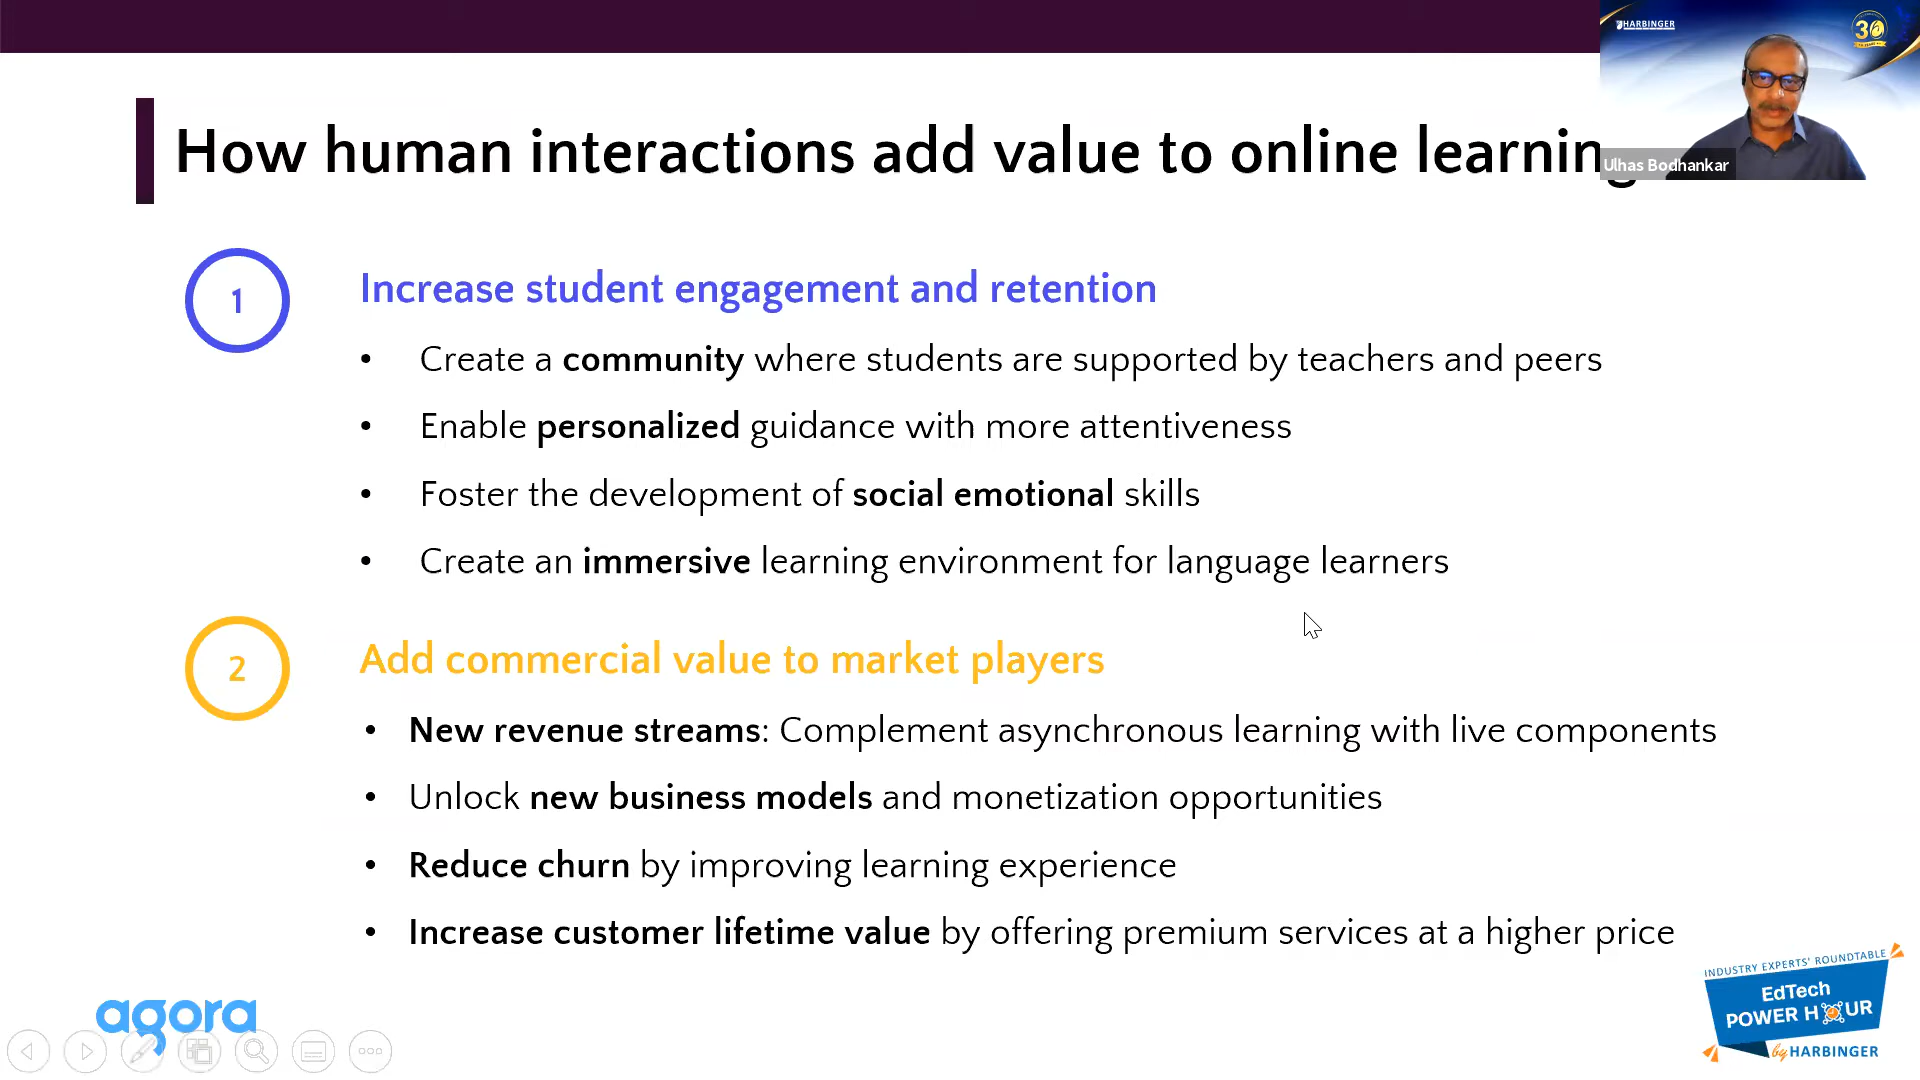 HARBINGER
30
How human interactions add value to online learning
Ulhas Bodhankar
1
Increase student engagement and retention
• Create a community where students are supported by teachers and peers
• Enable personalized guidance with more attentiveness
• Foster the development of social emotional skills
• Create an immersive learning environment for language learners
2
Add commercial value to market players
• New revenue streams: Complement asynchronous learning with live components
• Unlock new business models and monetization opportunities
• Reduce churn by improving learning experience
• Increase customer lifetime value by offering premium services at a higher price
agora
INDUSTRY EXPERTS' ROUNDTABLE
EdTech
POWER HOUR
by HARBINGER